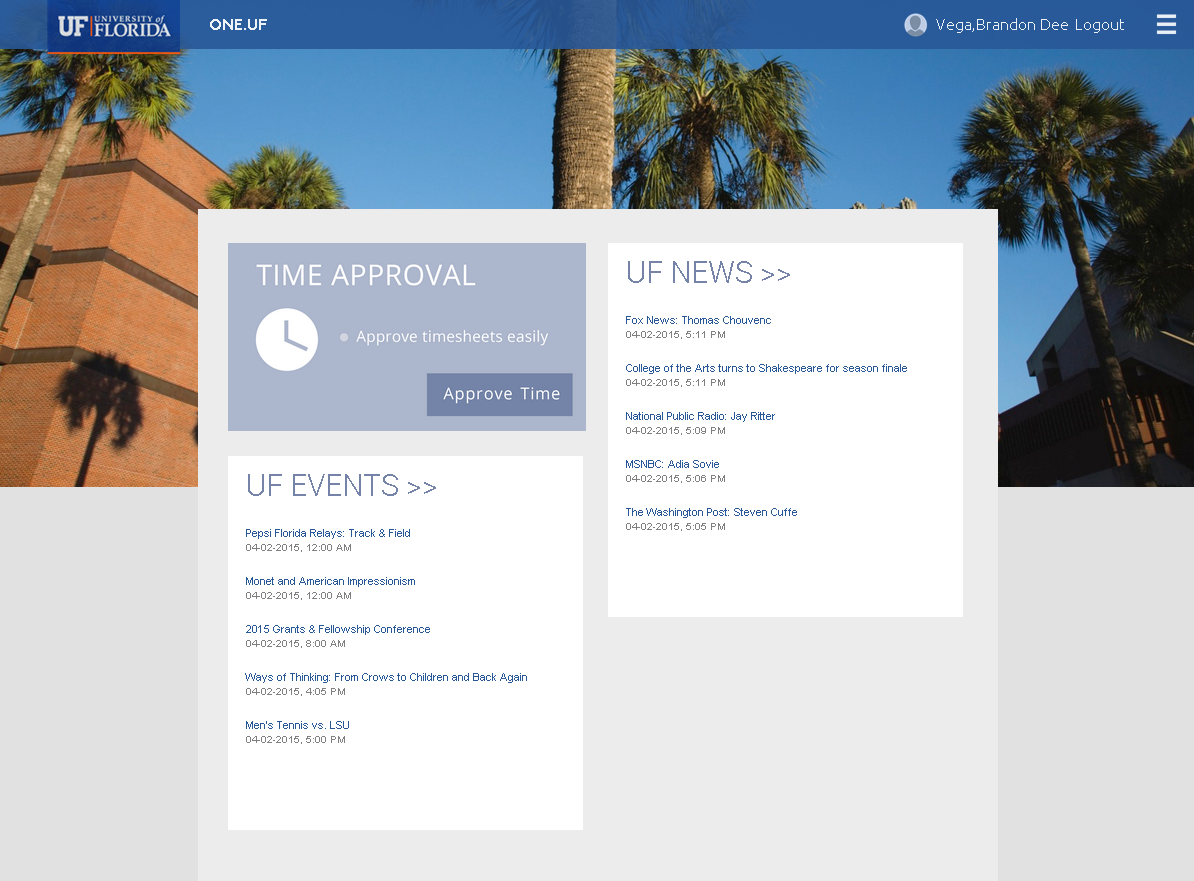 UF UNIVERSITY of FLORIDA
ONE.UF
Vega,Brandon Dee Logout
TIME APPROVAL
Approve timesheets easily
Approve Time
UF EVENTS >>
Pepsi Florida Relays: Track & Field
04-02-2015, 12:00 AM
Monet and American Impressionism
04-02-2015, 12:00 AM
2015 Grants & Fellowship Conference
04-02-2015, 8:00 AM
Ways of Thinking: From Crows to Children and Back Again
04-02-2015, 4:05 PM
Men's Tennis vs. LSU
04-02-2015, 5:00 PM
UF NEWS >>
Fox News: Thomas Chouvenc
04-02-2015, 5:11 PM
College of the Arts turns to Shakespeare for season finale
04-02-2015, 5:11 PM
National Public Radio: Jay Ritter
04-02-2015, 5:09 PM
MSNBC: Adia Sovie
04-02-2015, 5:06 PM
The Washington Post: Steven Cuffe
04-02-2015, 5:05 PM